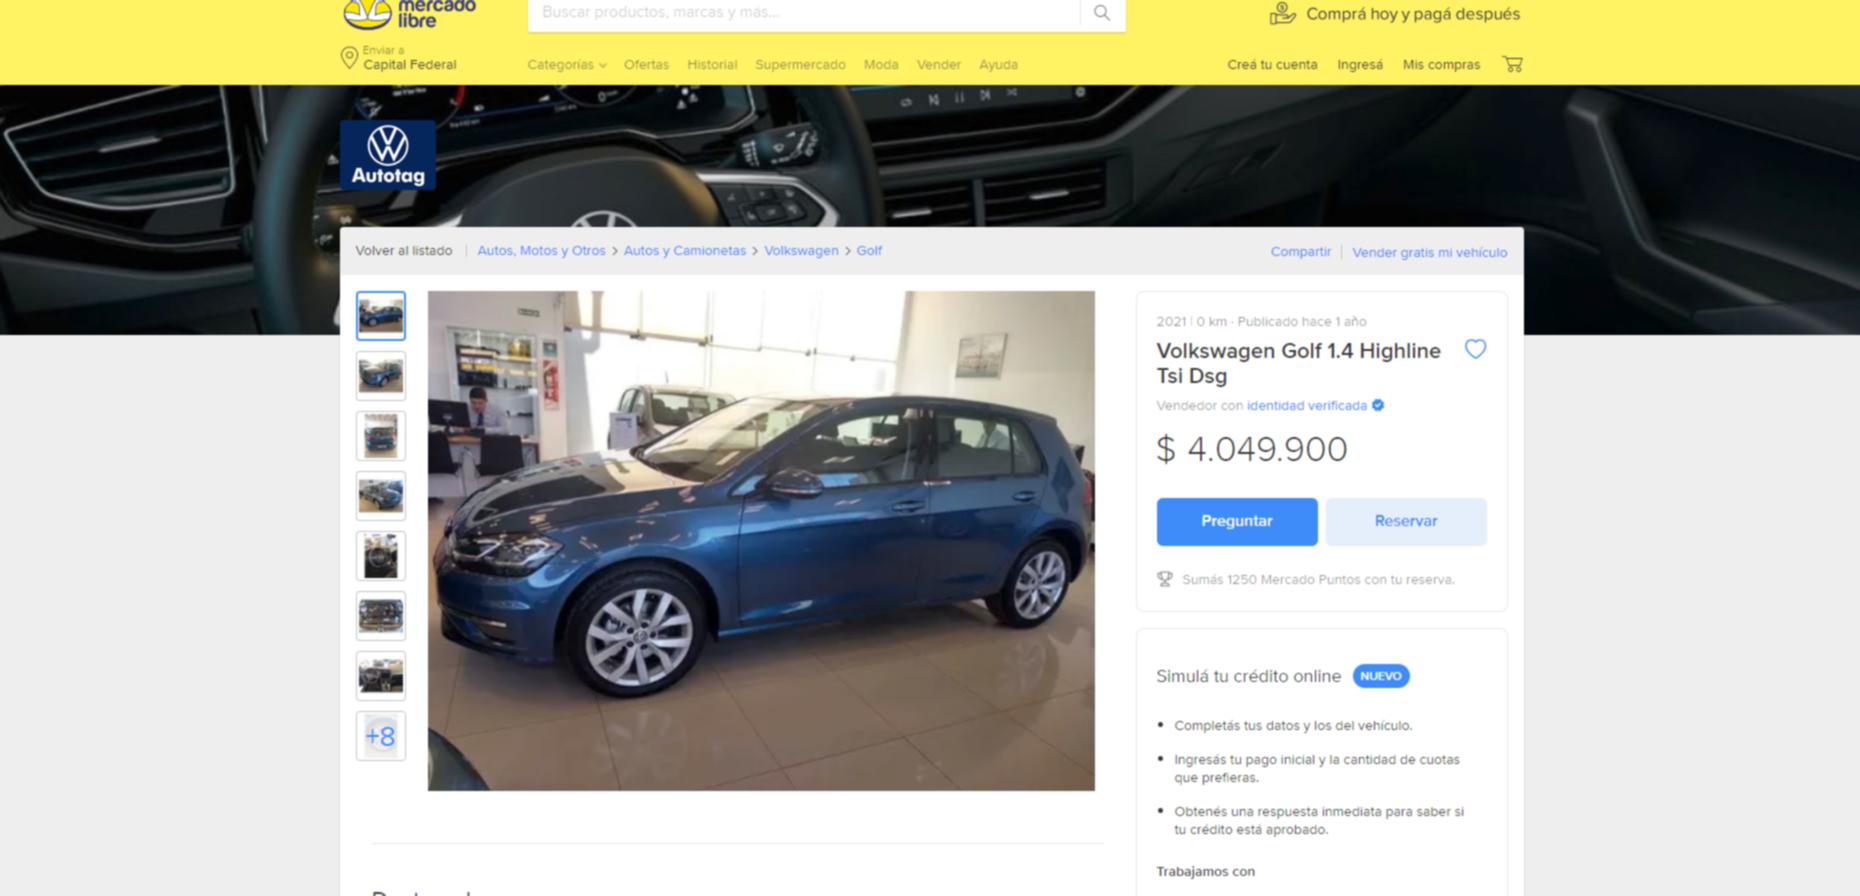 mercado
libre
Buscar productos, marcas y más...
Comprá hoy y pagá después
Enviar a
Capital Federal
Categorías
Ofertas
Historial
Supermercado
Moda
Vender
Ayuda
Creá tu cuenta
Ingresá
Mis compras
Autotag
Volver al listado
Autos, Motos y Otros > Autos y Camionetas > Volkswagen > Golf
Compartir
Vender gratis mi vehículo
2021 | 0 km · Publicado hace 1 año
Volkswagen Golf 1.4 Highline
Tsi Dsg
Vendedor con identidad verificada
$ 4.049.900
Preguntar
Reservar
Sumás 1250 Mercado Puntos con tu reserva.
+8
Simulá tu crédito online
NUEVO
• Completás tus datos y los del vehículo.
• Ingresás tu pago inicial y la cantidad de cuotas
que prefieras.
• Obtenés una respuesta inmediata para saber si
tu crédito está aprobado.
Trabajamos con